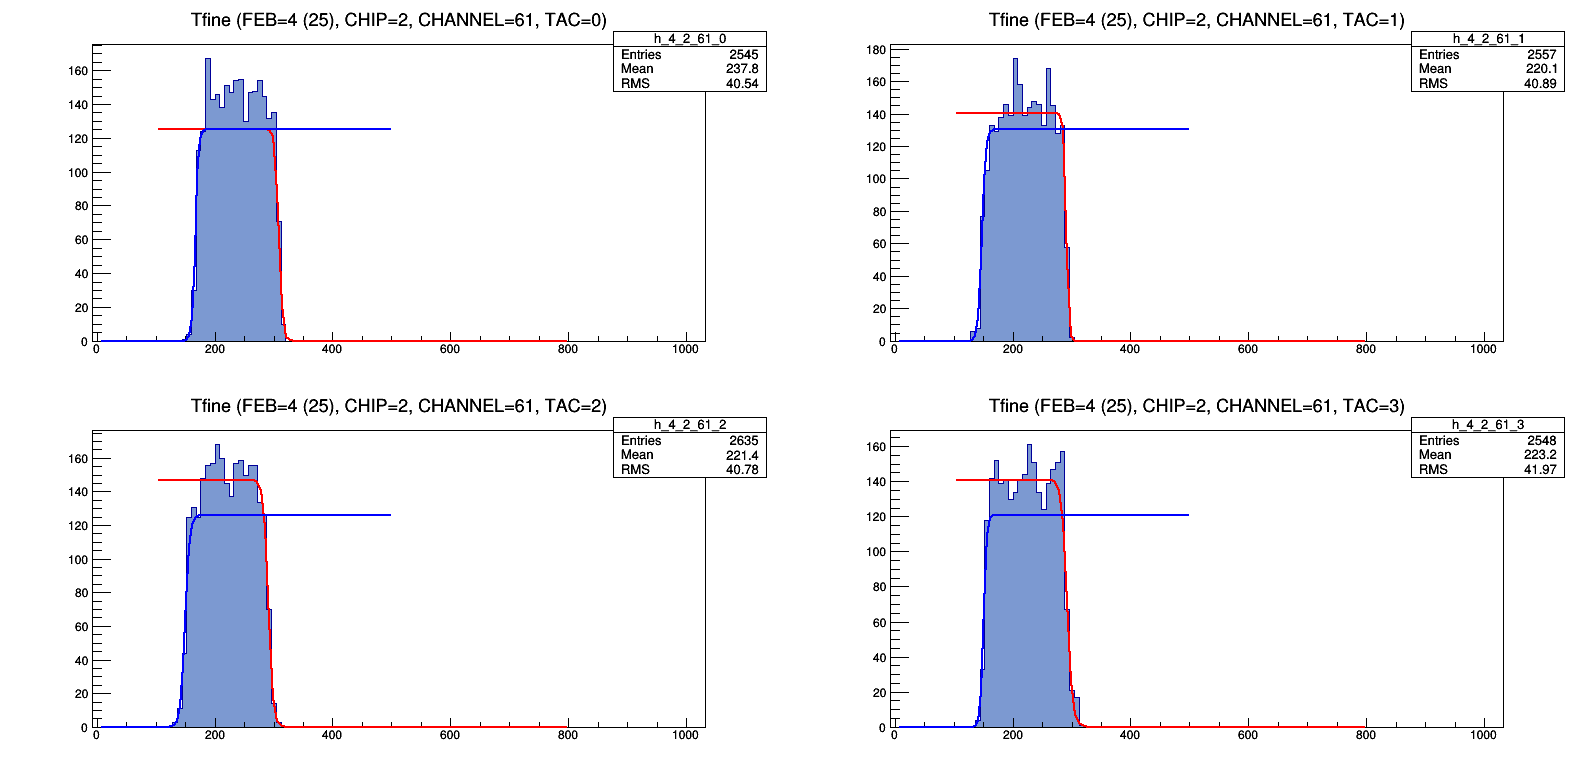 Tfine (FEB=4 (25), CHIP=2, CHANNEL=61, TAC=0)
h_4_2_61_0
Entries 2545
Mean 237.8
RMS 40.54
160
140
120
100
80
60
40
20
0
0 200 400 600 800 1000
Tfine (FEB=4 (25), CHIP=2, CHANNEL=61, TAC=1)
h_4_2_61_1
Entries 2557
Mean 220.1
RMS 40.89
180
160
140
120
100
80
60
40
20
0
0 200 400 600 800 1000
Tfine (FEB=4 (25), CHIP=2, CHANNEL=61, TAC=2)
h_4_2_61_2
Entries 2635
Mean 221.4
RMS 40.78
160
140
120
100
80
60
40
20
0
0 200 400 600 800 1000
Tfine (FEB=4 (25), CHIP=2, CHANNEL=61, TAC=3)
h_4_2_61_3
Entries 2548
Mean 223.2
RMS 41.97
160
140
120
100
80
60
40
20
0
0 200 400 600 800 1000